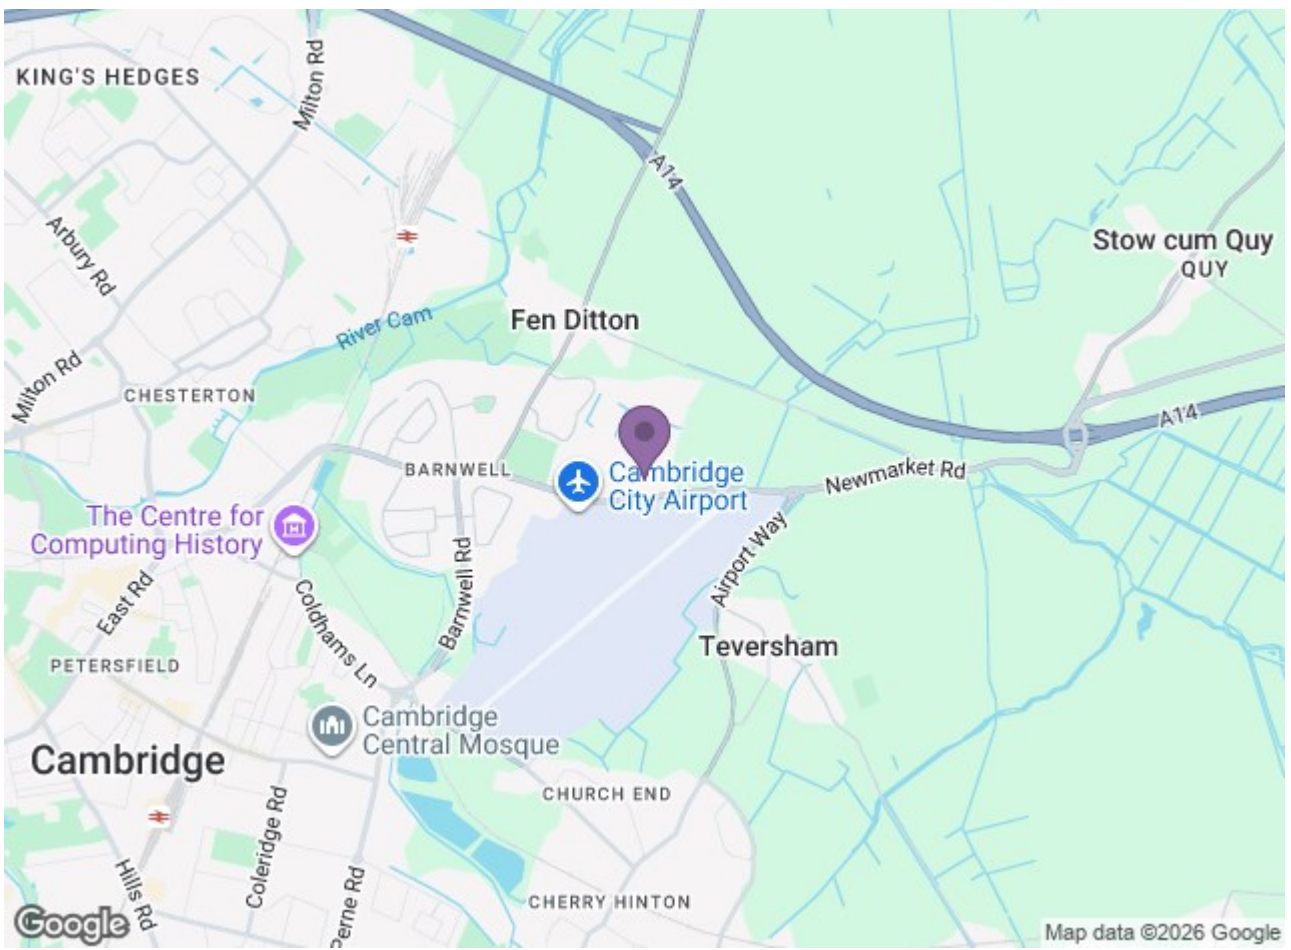 KING'S HEDGES
Milton Rd
A14
Arbury Rd
Stow cum Quy
QUY
River Cam
Fen Ditton
Milton Rd
CHESTERTON
A14
BARNWELL
Cambridge
City Airport
Newmarket Rd
The Centre for
Computing History
Airport Way
Barnwell Rd
East Rd
Coldhams Ln
Teversham
PETERSFIELD
Cambridge
Central Mosque
Cambridge
CHURCH END
Coleridge Rd
Hills Rd
Perne Rd
CHERRY HINTON
Google
Map data ©2026 Google